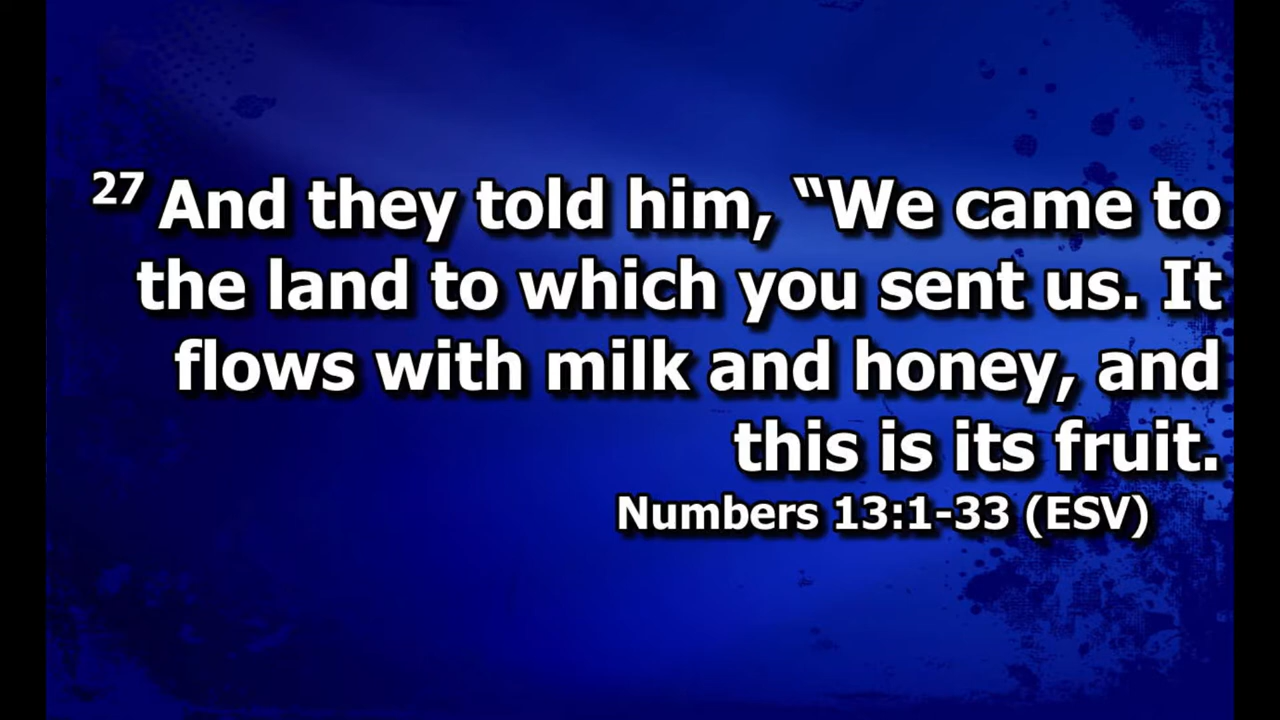 27 And they told him, “We came to
the land to which you sent us. It
flows with milk and honey, and
this is its fruit.
Numbers 13:1-33 (ESV)